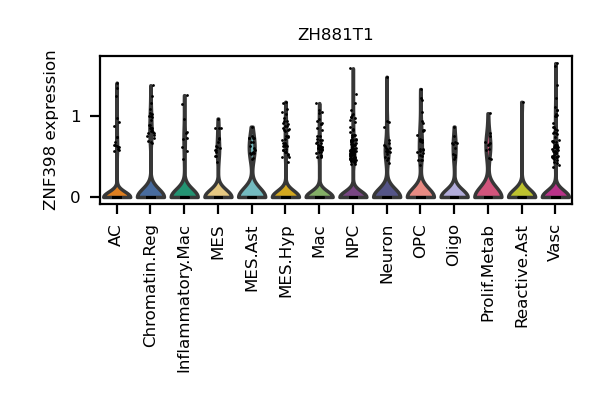 ZH881T1
ZNF398 expression
1
0
AC
Chromatin.Reg
Inflammatory.Mac
MES
MES.Ast
MES.Hyp
Mac
NPC
Neuron
OPC
Oligo
Prolif.Metab
Reactive.Ast
Vasc